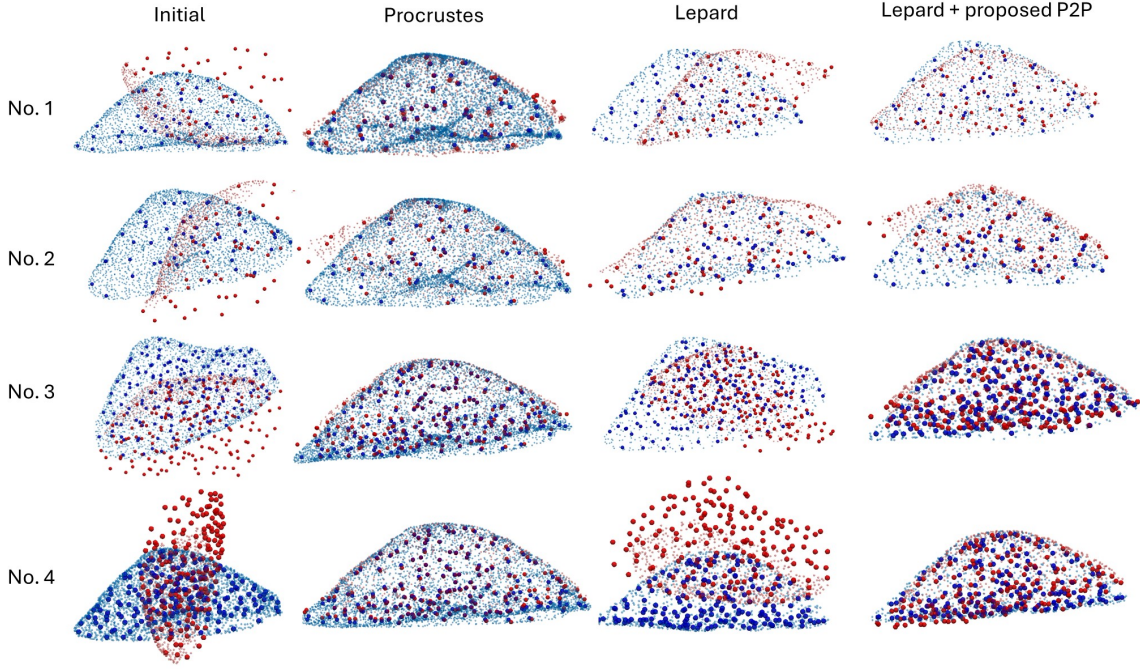 Initial Procrustes Lepard Lepard + proposed P2P
No. 1
No. 2
No. 3
No. 4